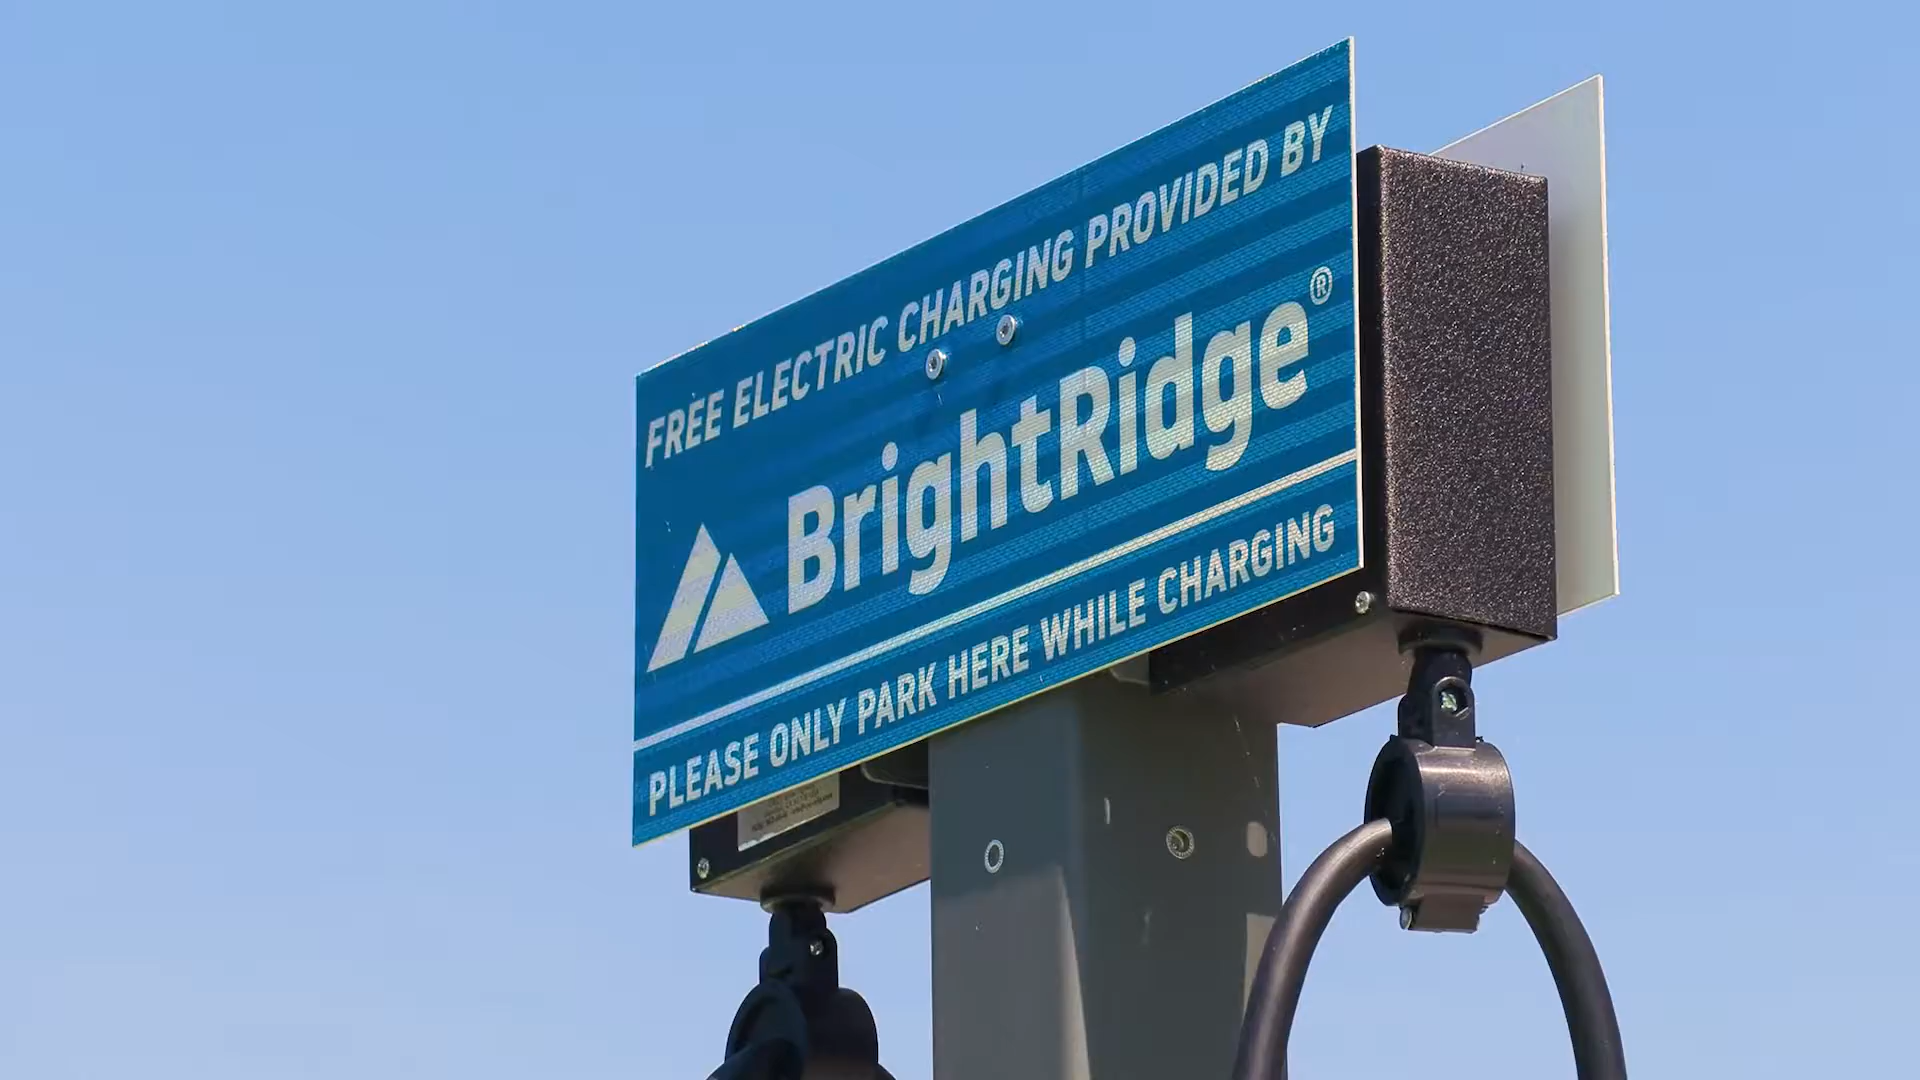 FREE ELECTRIC CHARGING PROVIDED BY
BrightRidge®
PLEASE ONLY PARK HERE WHILE CHARGING